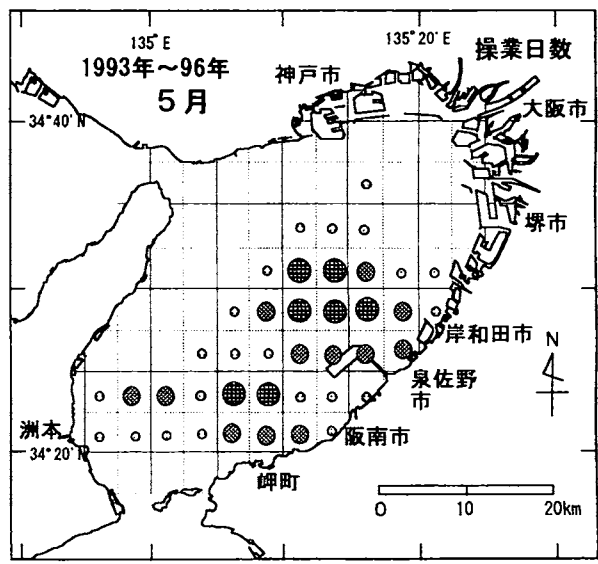 135°E
135°20'E
操業日数
1993年～96年
5月
神戸市
大阪市
34°40'N
堺市
岸和田市
N
泉佐野
市
洲本
阪南市
34°20'N
岬町
0 10 20km